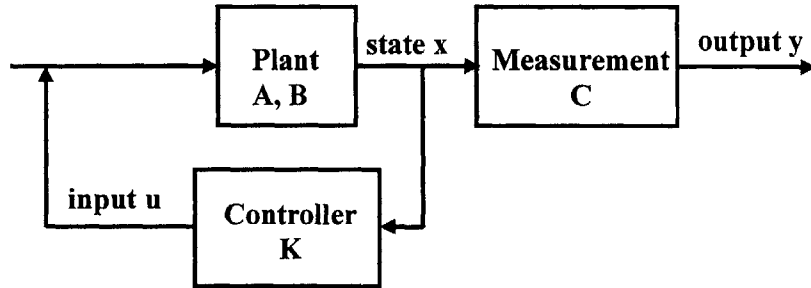 Plant
A, B
state x
Measurement
C
output y
input u
Controller
K